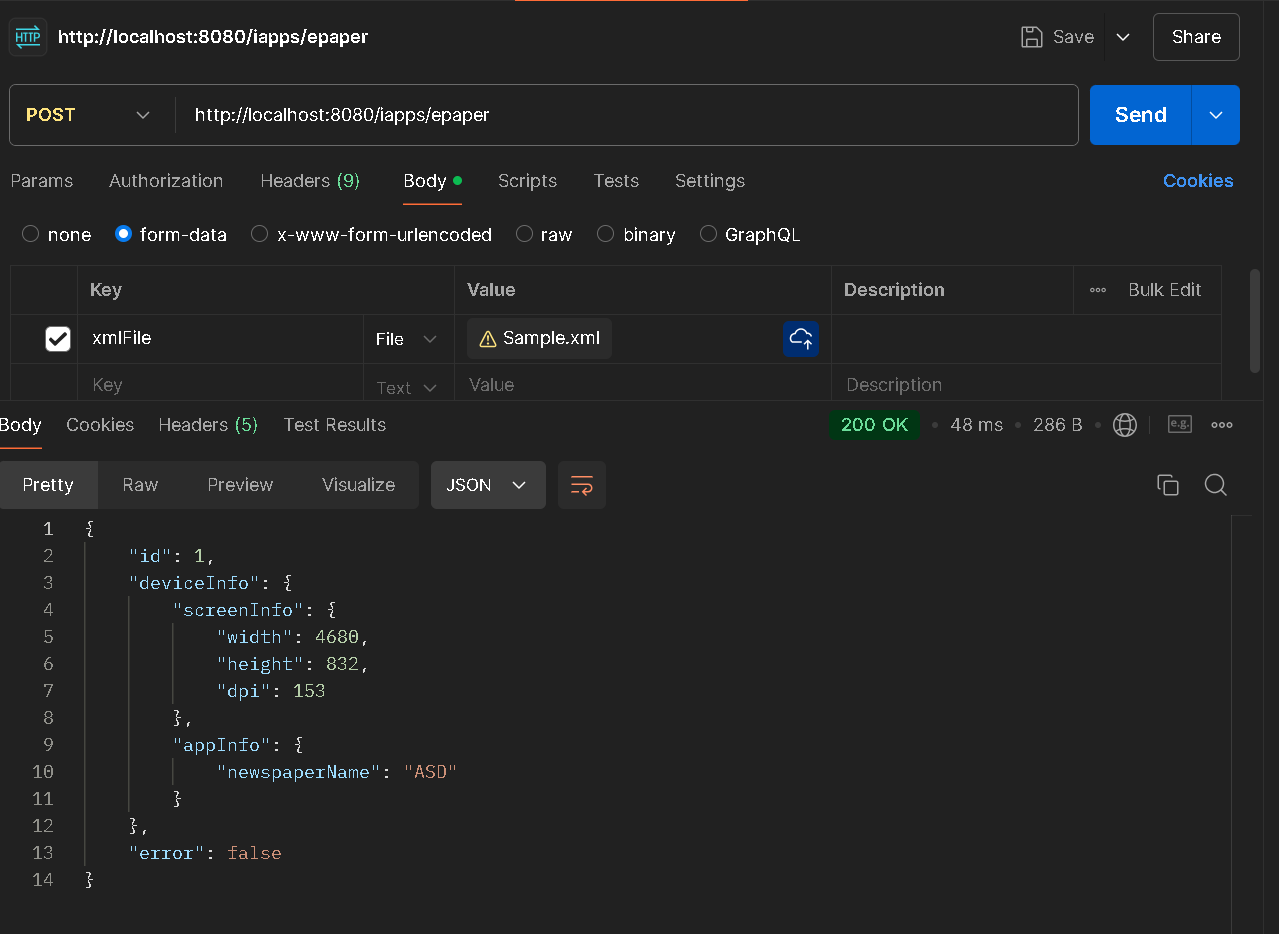 HTTP http://localhost:8080/iapps/epaper Save Share
POST http://localhost:8080/iapps/epaper Send
Params Authorization Headers (9) Body Scripts Tests Settings Cookies
none form-data x-www-form-urlencoded raw binary GraphQL
Key Value Description Bulk Edit
xmlFile File Sample.xml
Key Text Value Description
Body Cookies Headers (5) Test Results 200 OK 48 ms 286 B e.g.
Pretty Raw Preview Visualize JSON
1 {
2 "id": 1,
3 "deviceInfo": {
4 "screenInfo": {
5 "width": 4680,
6 "height": 832,
7 "dpi": 153
8 },
9 "appInfo": {
10 "newspaperName": "ASD"
11 }
12 },
13 "error": false
14 }